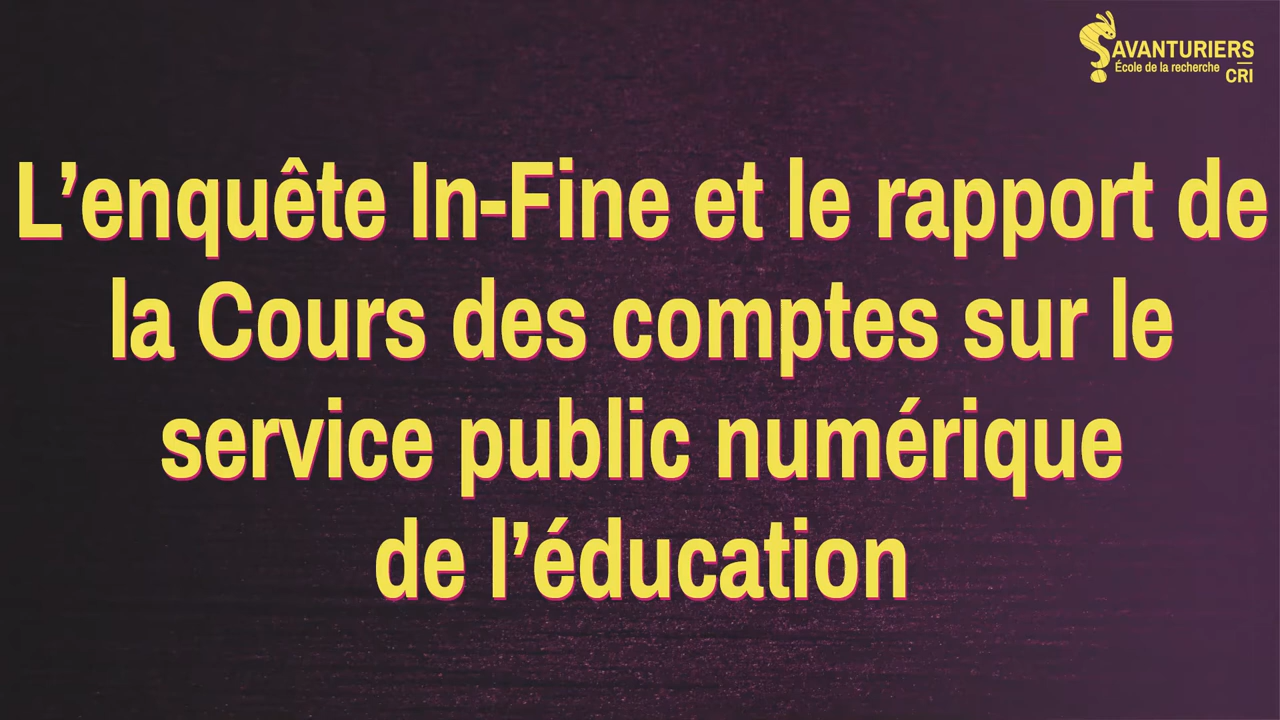 SAVANTURIERS
École de la recherche
CRI
L’enquête In-Fine et le rapport de
la Cours des comptes sur le
service public numérique
de l’éducation